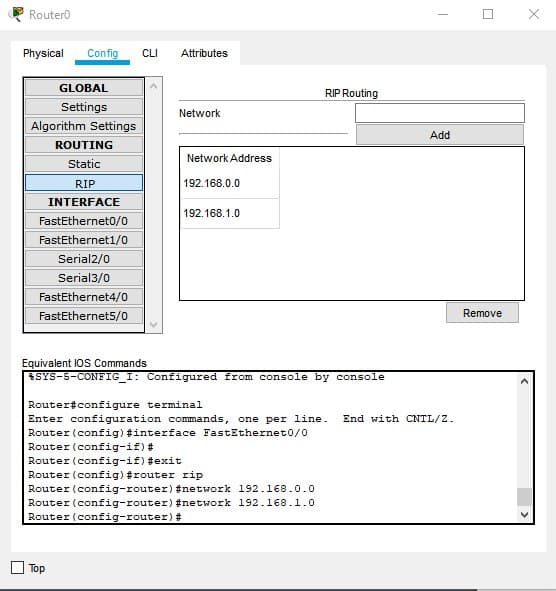 Router0
Physical Config CLI Attributes
GLOBAL
Settings
Algorithm Settings
ROUTING
Static
RIP
INTERFACE
FastEthernet0/0
FastEthernet1/0
Serial2/0
Serial3/0
FastEthernet4/0
FastEthernet5/0
RIP Routing
Network
Add
Network Address
192.168.0.0
192.168.1.0
Remove
Equivalent IOS Commands
%SYS-5-CONFIG_I: Configured from console by console
Router#configure terminal
Enter configuration commands, one per line. End with CNTL/Z.
Router(config)#interface FastEthernet0/0
Router(config-if)#
Router(config-if)#exit
Router(config)#router rip
Router(config-router)#network 192.168.0.0
Router(config-router)#network 192.168.1.0
Router(config-router)#
Top